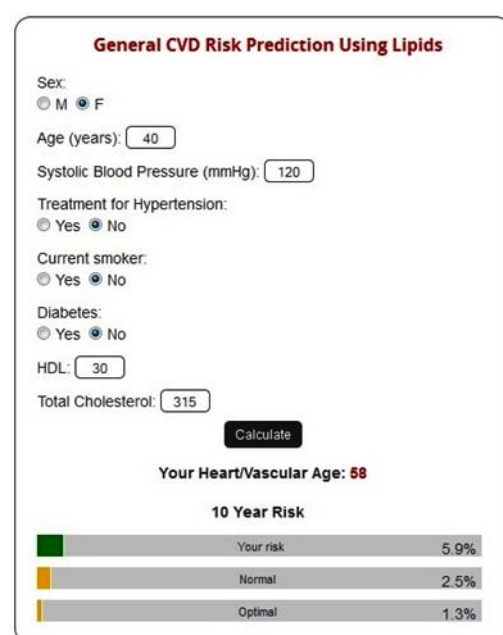 General CVD Risk Prediction Using Lipids
Sex:
M F
Age (years): 40
Systolic Blood Pressure (mmHg): 120
Treatment for Hypertension:
Yes No
Current smoker:
Yes No
Diabetes:
Yes No
HDL: 30
Total Cholesterol: 315
Calculate
Your Heart/Vascular Age: 58
10 Year Risk
Your risk 5.9%
Normal 2.5%
Optimal 1.3%